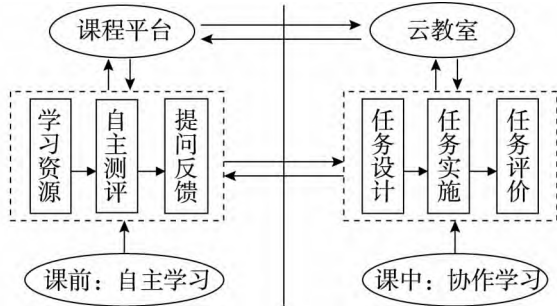 课程平台
云教室
学习资源
自主测评
提问反馈
任务设计
任务实施
任务评价
课前：自主学习
课中：协作学习